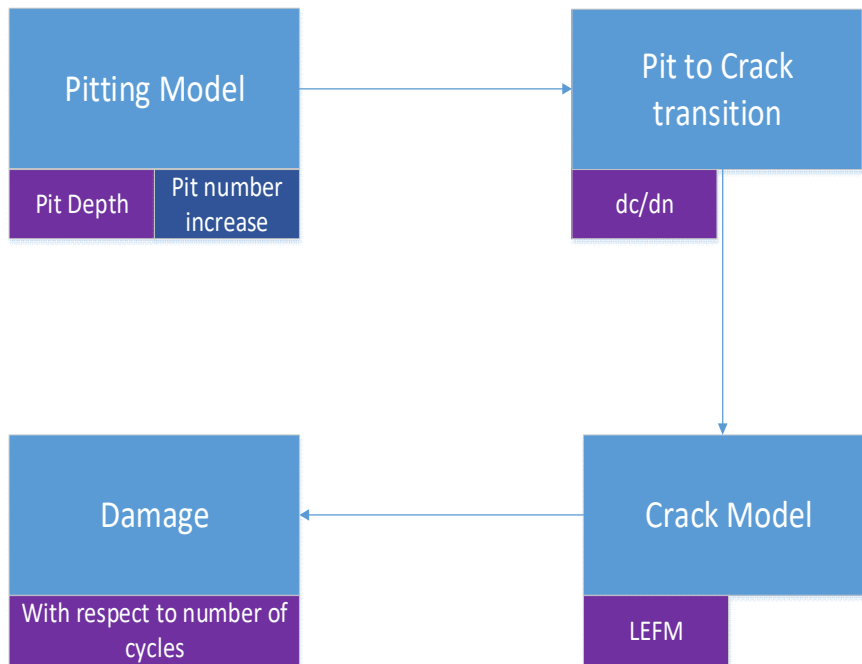 Pitting Model
Pit to Crack
transition
Pit Depth
Pit number
increase
dc/dn
Damage
Crack Model
With respect to number of
cycles
LEFM